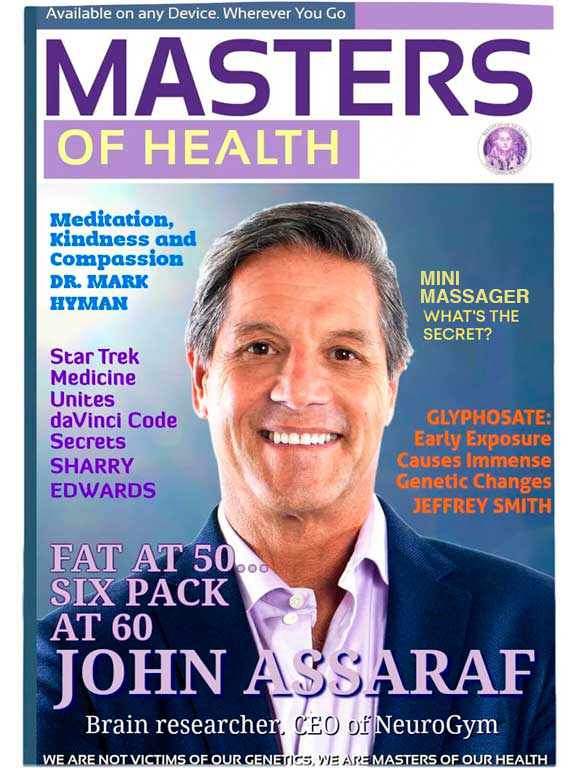 Available on any Device. Wherever You Go
MASTERS
OF HEALTH
Meditation,
Kindness and
Compassion
DR. MARK
HYMAN
MINI
MASSAGER
WHAT'S THE
SECRET?
Star Trek
Medicine
Unites
daVinci Code
Secrets
SHARRY
EDWARDS
GLYPHOSATE:
Early Exposure
Causes Immense
Genetic Changes
JEFFREY SMITH
FAT AT 50...
SIX PACK
AT 60
JOHN ASSARAF
Brain researcher. CEO of NeuroGym
WE ARE NOT VICTIMS OF OUR GENETICS, WE ARE MASTERS OF OUR HEALTH